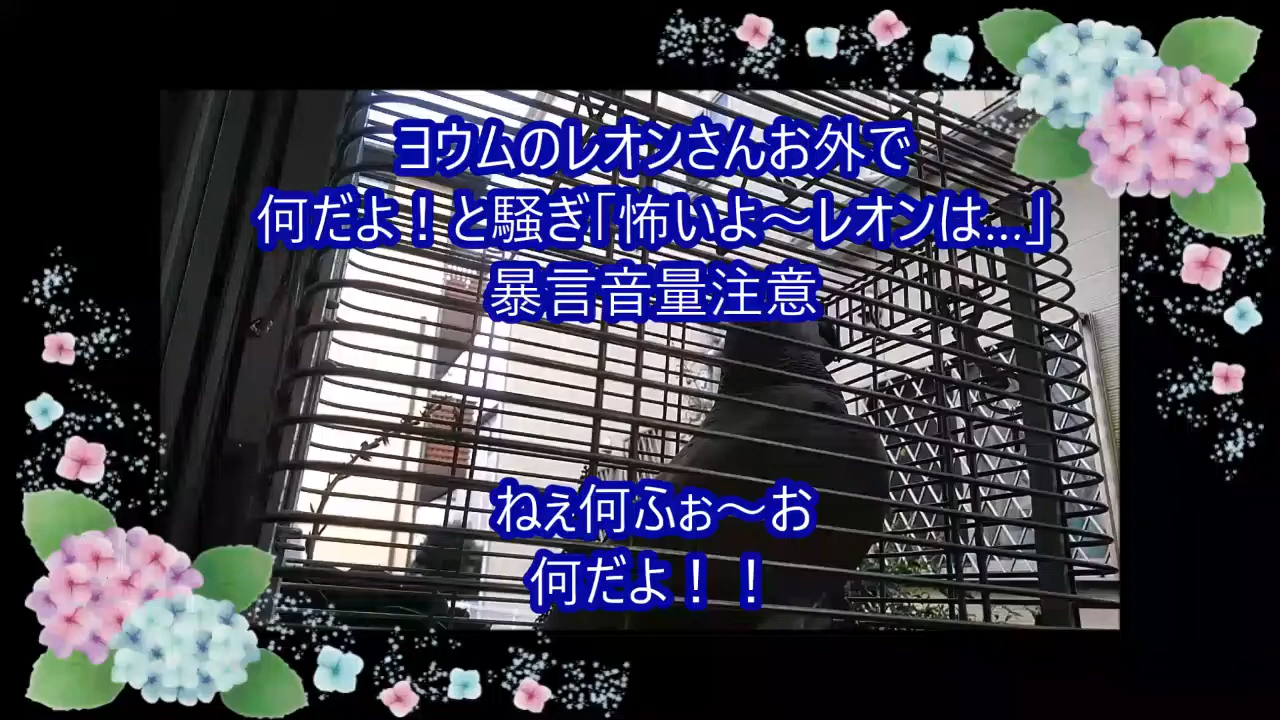 ヨウムのレオンさんお外で
何だよ！と騒ぎ「怖いよ～レオンは...」
暴言音量注意
ねぇ何ふぉ～お
何だよ！！